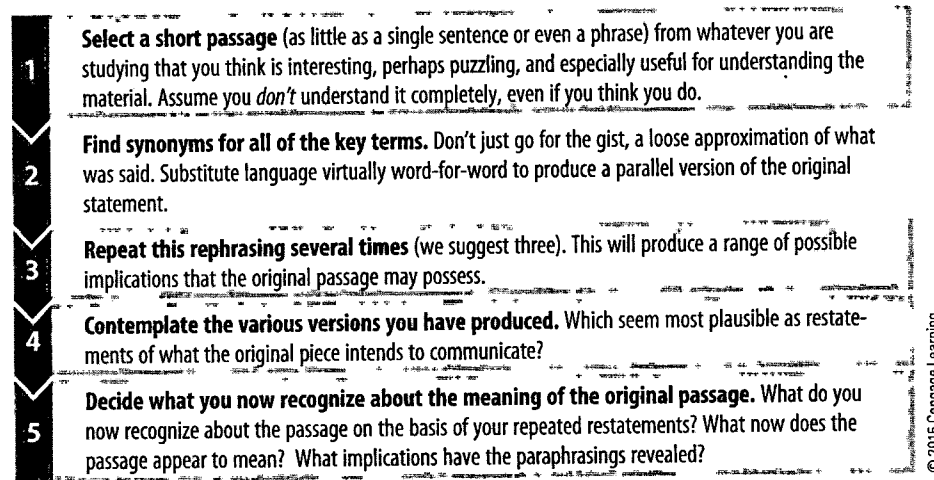 1
Select a short passage (as little as a single sentence or even a phrase) from whatever you are
studying that you think is interesting, perhaps puzzling, and especially useful for understanding the
material. Assume you don't understand it completely, even if you think you do.
2
Find synonyms for all of the key terms. Don't just go for the gist, a loose approximation of what
was said. Substitute language virtually word-for-word to produce a parallel version of the original
statement.
3
Repeat this rephrasing several times (we suggest three). This will produce a range of possible
implications that the original passage may possess.
4
Contemplate the various versions you have produced. Which seem most plausible as restate-
ments of what the original piece intends to communicate?
5
Decide what you now recognize about the meaning of the original passage. What do you
now recognize about the passage on the basis of your repeated restatements? What now does the
passage appear to mean? What implications have the paraphrasings revealed?
© 2016 Cengage Learning